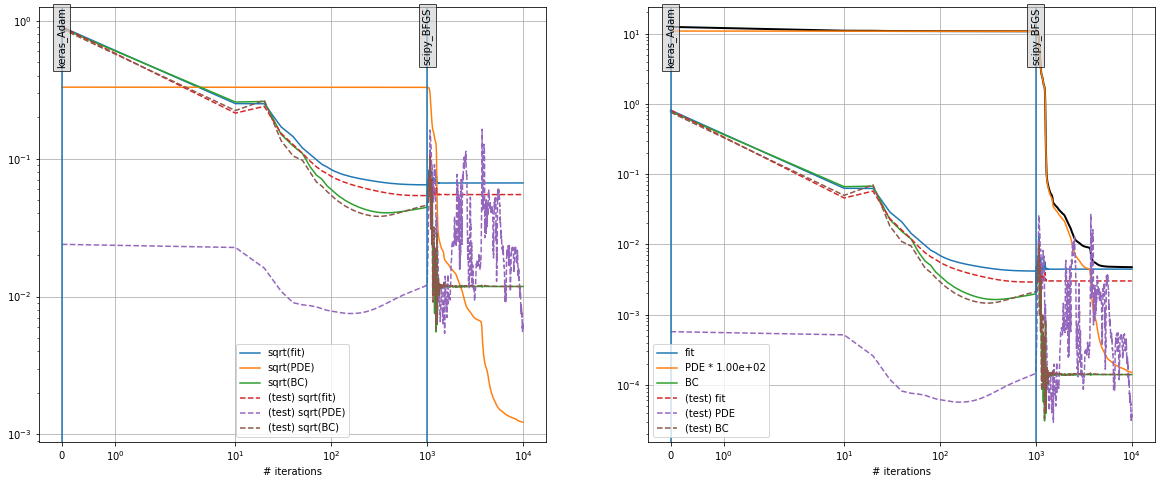 keras_Adam
scipy_BFGS
10⁰
10⁻¹
10⁻²
10⁻³
sqrt(fit)
sqrt(PDE)
sqrt(BC)
(test) sqrt(fit)
(test) sqrt(PDE)
(test) sqrt(BC)
0
10⁰
10¹
10²
10³
10⁴
# iterations
keras_Adam
scipy_BFGS
10¹
10⁰
10⁻¹
10⁻²
10⁻³
10⁻⁴
fit
PDE * 1.00e+02
BC
(test) fit
(test) PDE
(test) BC
0
10⁰
10¹
10²
10³
10⁴
# iterations